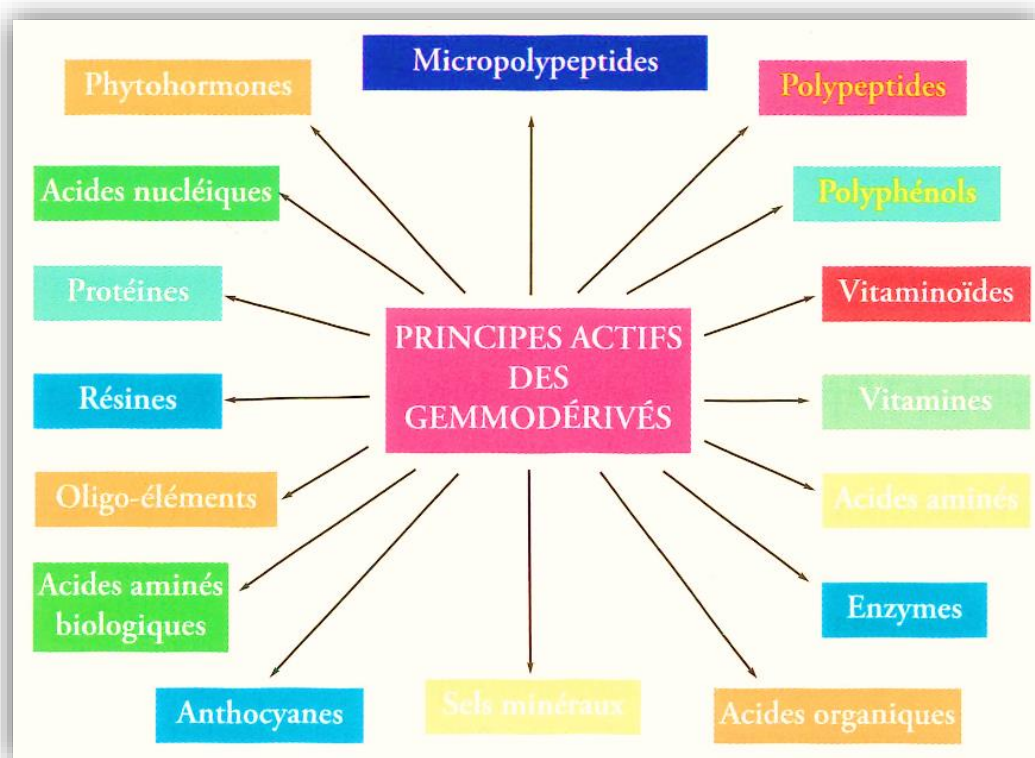 Micropolypeptides
Phytohormones
Polypeptides
Acides nucléiques
Polyphénols
Protéines
Vitaminoïdes
PRINCIPES ACTIFS
DES
GEMMODÉRIVÉS
Résines
Vitamines
Oligo-éléments
Acides aminés
Acides aminés
biologiques
Enzymes
Anthocyanes
Sels minéraux
Acides organiques